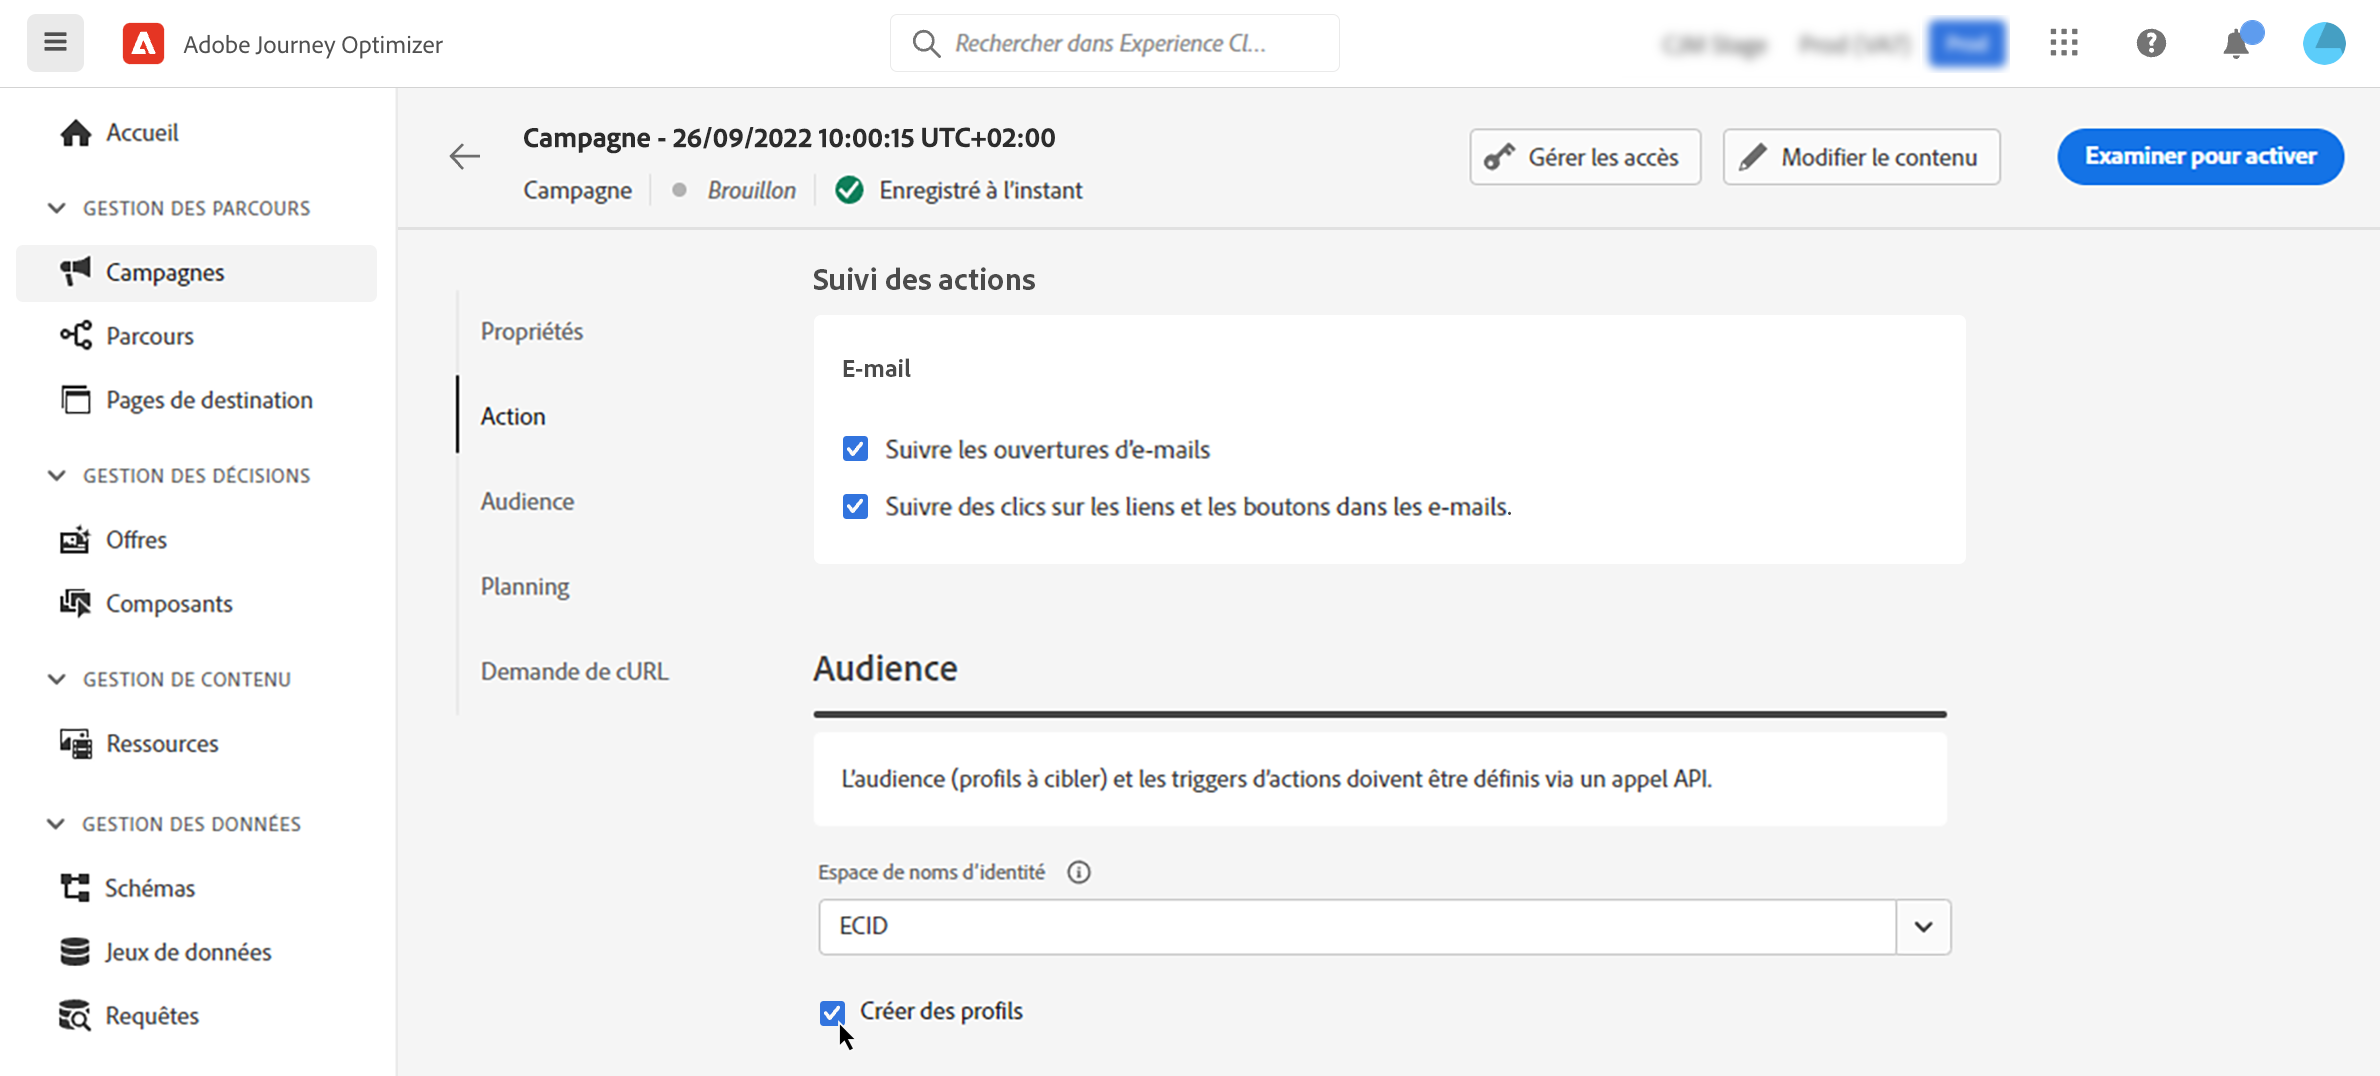 Adobe Journey Optimizer
Rechercher dans Experience Cl...
Accueil
GESTION DES PARCOURS
Campagnes
Parcours
Pages de destination
GESTION DES DÉCISIONS
Offres
Composants
GESTION DE CONTENU
Ressources
GESTION DES DONNÉES
Schémas
Jeux de données
Requêtes
Campagne - 26/09/2022 10:00:15 UTC+02:00
Campagne Brouillon Enregistré à l'instant
Gérer les accès
Modifier le contenu
Examiner pour activer
Propriétés
Action
Audience
Planning
Demande de cURL
Suivi des actions
E-mail
Suivre les ouvertures d'e-mails
Suivre des clics sur les liens et les boutons dans les e-mails.
Audience
L'audience (profils à cibler) et les triggers d'actions doivent être définis via un appel API.
Espace de noms d'identité
ECID
Créer des profils